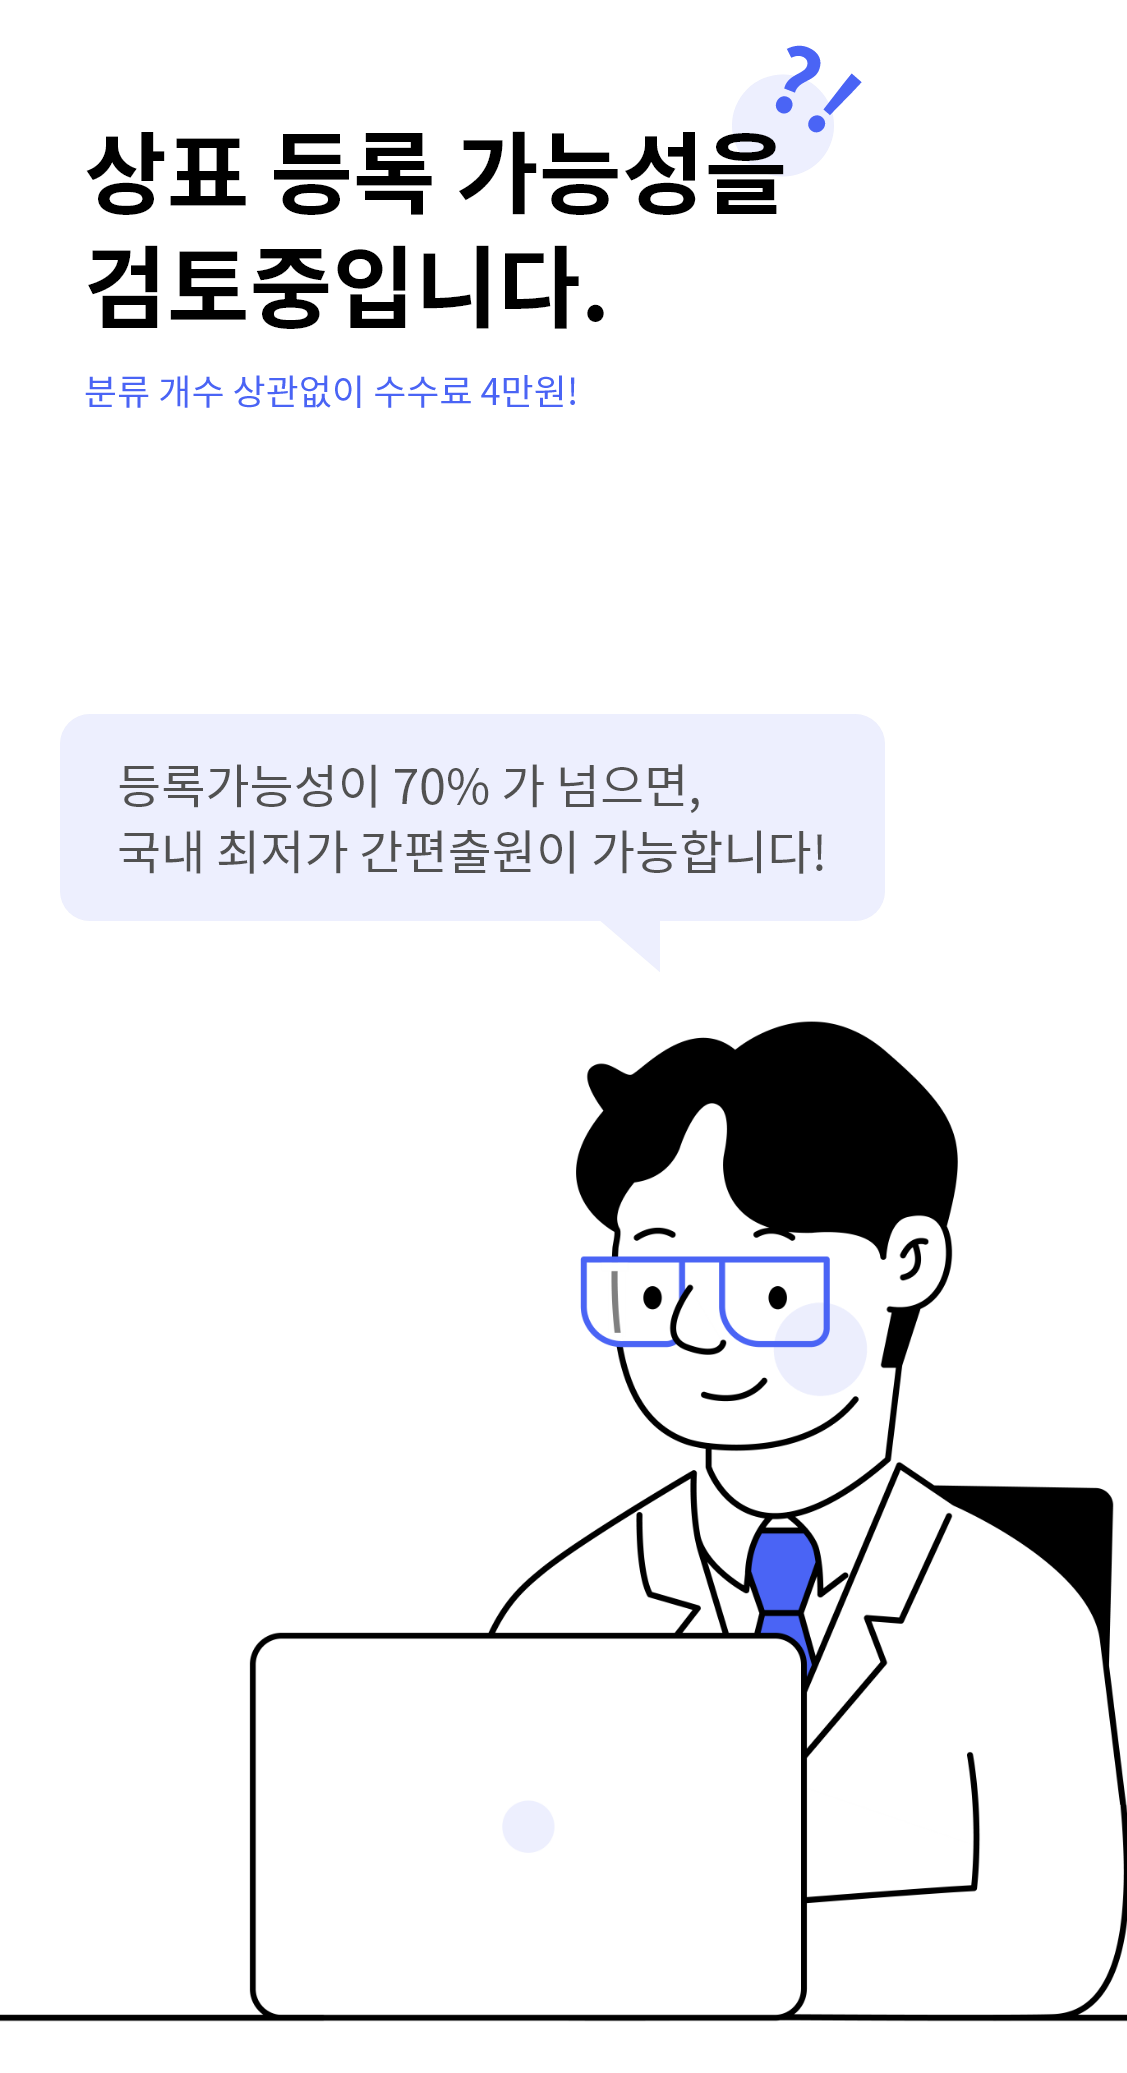 ?!
상표 등록 가능성을
검토중입니다.
분류 개수 상관없이 수수료 4만원!
등록가능성이 70% 가 넘으면,
국내 최저가 간편출원이 가능합니다!